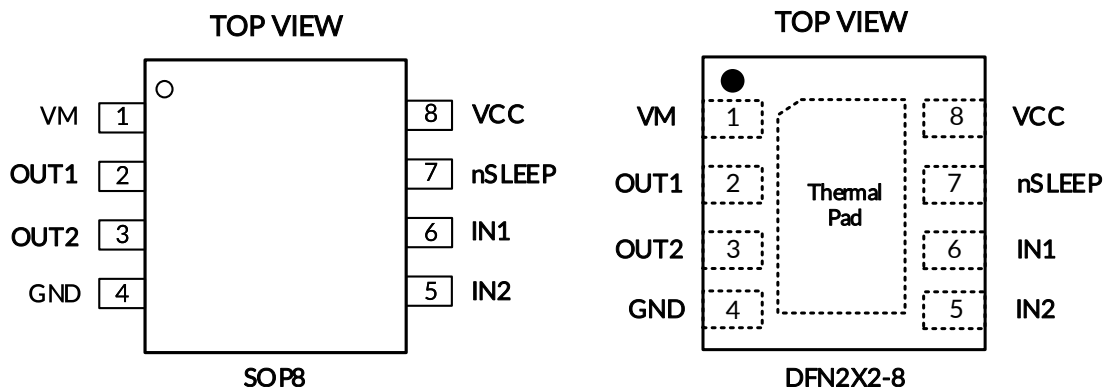 TOP VIEW
VM 1
OUT1 2
OUT2 3
GND 4
8 VCC
7 nSLEEP
6 IN1
5 IN2
SOP8
TOP VIEW
VM 1
OUT1 2
OUT2 3
GND 4
Thermal
Pad
8 VCC
7 nSLEEP
6 IN1
5 IN2
DFN2X2-8